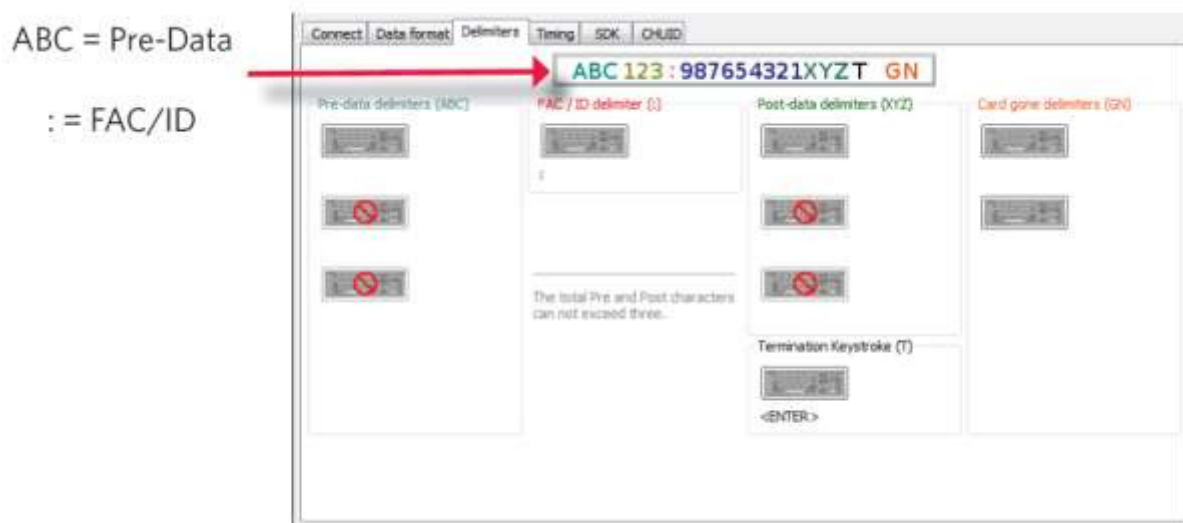 ABC = Pre-Data
: = FAC/ID
Connect Data format Delimiters Timing SDK CHUID
ABC 123 : 987654321XYZ T GN
Pre-data delimiters (ABC) FAC / ID delimiter (:) Post-data delimiters (XYZ) Card gone delimiters (GN)
:
The total Pre and Post characters
can not exceed three.
Termination Keystroke (T)
<ENTER>